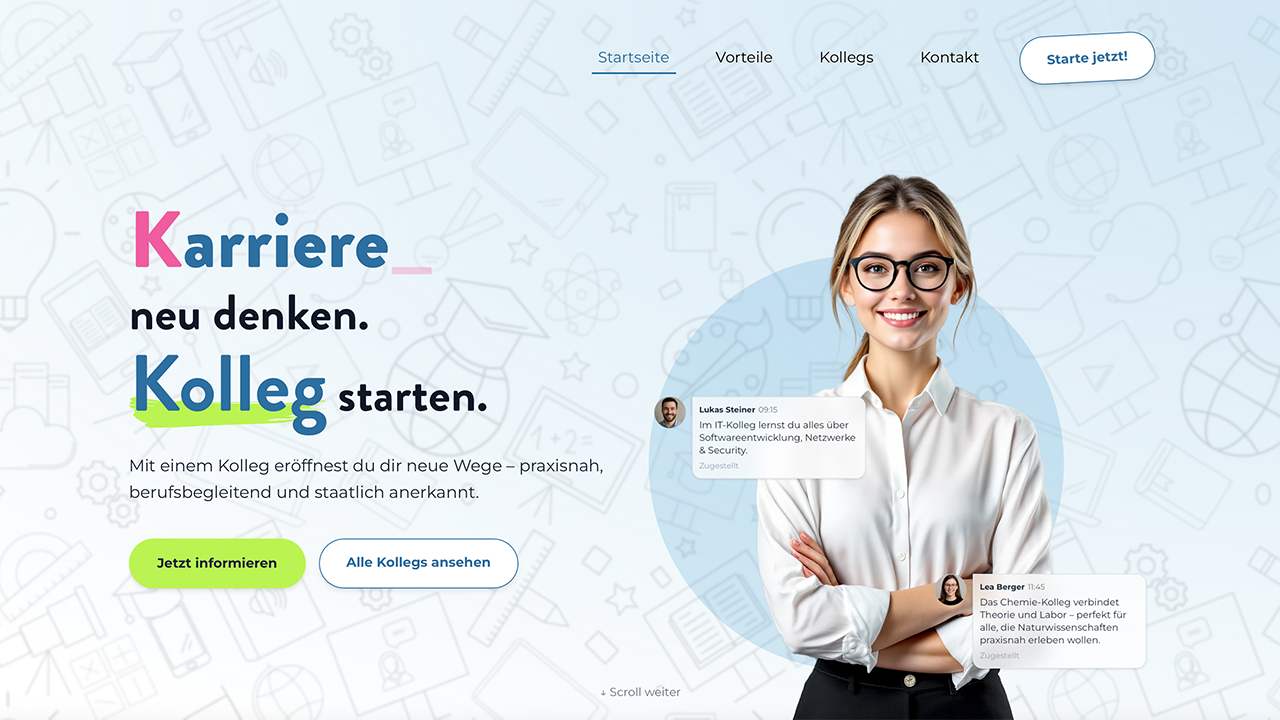 Startseite Vorteile Kollegs Kontakt Starte jetzt!
Karriere_
neu denken.
Kolleg starten.
Mit einem Kolleg eröffnest du dir neue Wege – praxisnah,
berufsbegleitend und staatlich anerkannt.
Jetzt informieren Alle Kollegs ansehen
Lukas Steiner 09:15
Im IT-Kolleg lernst du alles über
Softwareentwicklung, Netzwerke
& Security.
Zugestellt
Lea Berger 11:45
Das Chemie-Kolleg verbindet
Theorie und Labor – perfekt für
alle, die Naturwissenschaften
praxisnah erleben wollen.
Zugestellt
↓ Scroll weiter
1+2=